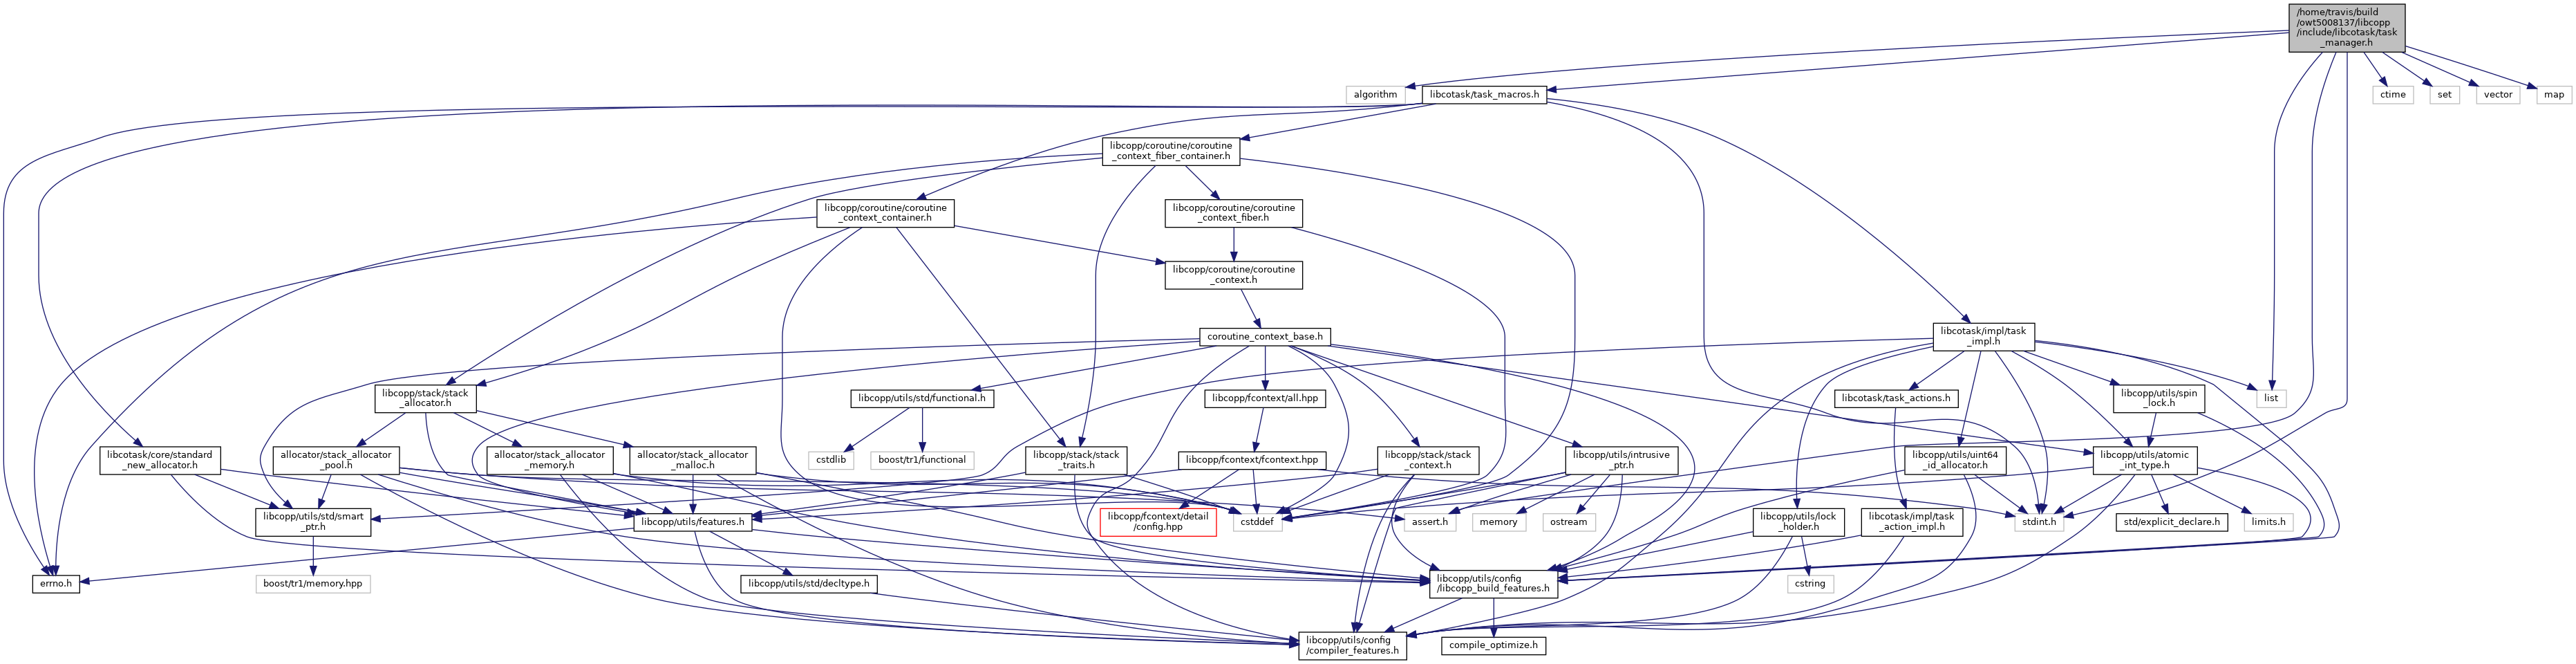 /home/travis/build
/owt5008137/libcopp
/include/libcotask/task
_manager.h
algorithm
libcotask/task_macros.h
ctime
set
vector
map
libcopp/coroutine/coroutine
_context_fiber_container.h
libcopp/coroutine/coroutine
_context_container.h
libcopp/coroutine/coroutine
_context_fiber.h
libcopp/coroutine/coroutine
_context.h
coroutine_context_base.h
libcotask/impl/task
_impl.h
libcopp/stack/stack
_allocator.h
libcopp/utils/std/functional.h
libcopp/fcontext/all.hpp
libcotask/task_actions.h
libcopp/utils/spin
_lock.h
list
libcotask/core/standard
_new_allocator.h
allocator/stack_allocator
_pool.h
allocator/stack_allocator
_memory.h
allocator/stack_allocator
_malloc.h
cstdlib
boost/tr1/functional
libcopp/stack/stack
_traits.h
libcopp/fcontext/fcontext.hpp
libcopp/stack/stack
_context.h
libcopp/utils/intrusive
_ptr.h
libcopp/utils/uint64
_id_allocator.h
libcopp/utils/atomic
_int_type.h
libcopp/utils/std/smart
_ptr.h
libcopp/utils/features.h
libcopp/fcontext/detail
/config.hpp
cstddef
assert.h
memory
ostream
libcopp/utils/lock
_holder.h
libcotask/impl/task
_action_impl.h
stdint.h
std/explicit_declare.h
limits.h
errno.h
boost/tr1/memory.hpp
libcopp/utils/std/decltype.h
libcopp/utils/config
/libcopp_build_features.h
cstring
libcopp/utils/config
/compiler_features.h
compile_optimize.h